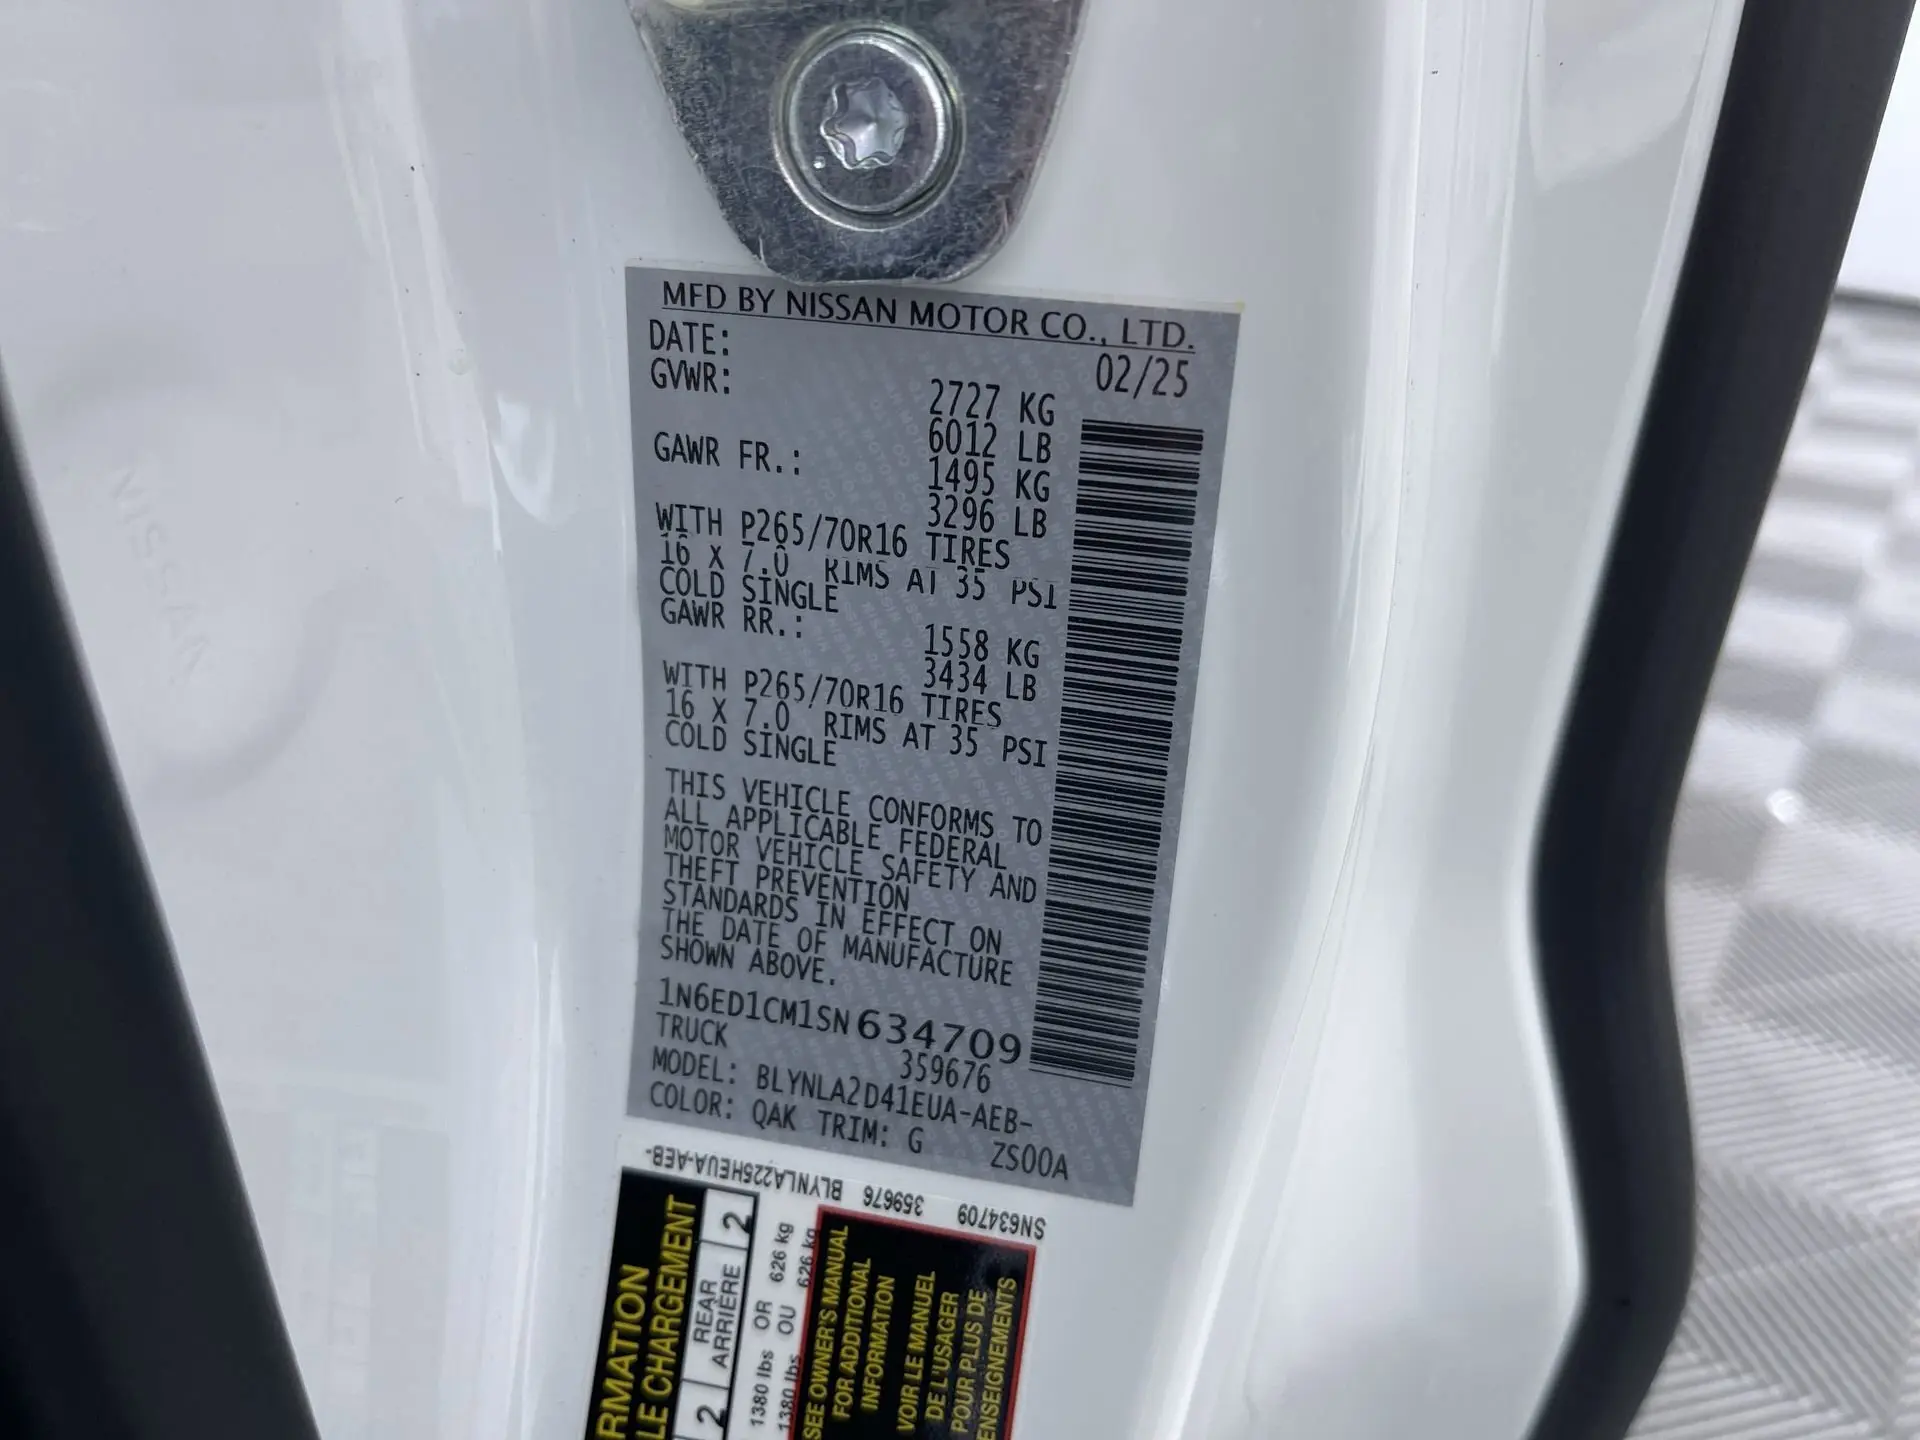 MFD BY NISSAN MOTOR CO., LTD.
DATE: 02/25
GVWR: 2727 KG
6012 LB
GAWR FR.: 1495 KG
3296 LB
WITH P265/70R16 TIRES
16 X 7.0 RIMS AT 35 PSI
COLD SINGLE
GAWR RR.: 1558 KG
3434 LB
WITH P265/70R16 TIRES
16 X 7.0 RIMS AT 35 PSI
COLD SINGLE
THIS VEHICLE CONFORMS TO
ALL APPLICABLE FEDERAL
MOTOR VEHICLE SAFETY AND
THEFT PREVENTION
STANDARDS IN EFFECT ON
THE DATE OF MANUFACTURE
SHOWN ABOVE.
1N6ED1CM1SN634709
TRUCK 359676
MODEL: BLYNLA2D41EUA-AEB-
COLOR: QAK TRIM: G ZS00A
SN634709 359676 BLYNLA225HEUA-AEB-
RMATION
LE CHARGEMENT
2 REAR 2
ARRIÈRE
1380 lbs OR 626 kg
1380 lbs OU 626 kg
SEE OWNER'S MANUAL
FOR ADDITIONAL
INFORMATION
VOIR LE MANUEL
DE L'USAGER
POUR PLUS DE
ENSEIGNEMENTS
NISSAN